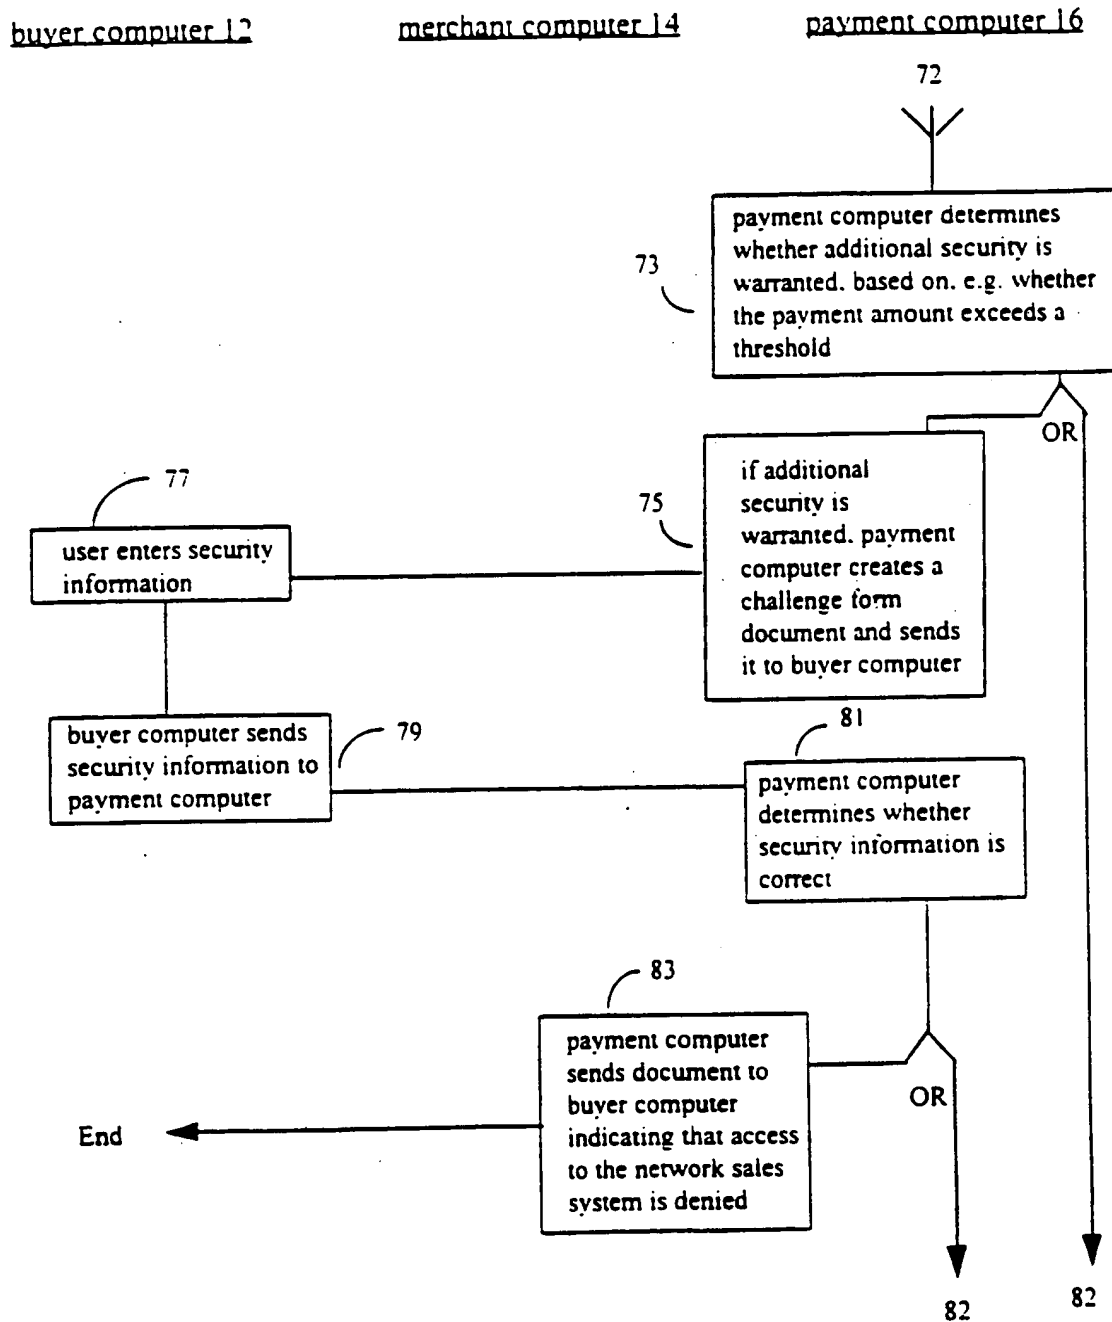 buyer computer 12
merchant computer 14
payment computer 16
72
payment computer determines
whether additional security is
warranted, based on, e.g. whether
the payment amount exceeds a
threshold
73
OR
if additional
security is
warranted, payment
computer creates a
challenge form
document and sends
it to buyer computer
75
77
user enters security
information
buyer computer sends
security information to
payment computer
79
81
payment computer
determines whether
security information is
correct
83
payment computer
sends document to
buyer computer
indicating that access
to the network sales
system is denied
OR
End
82
82